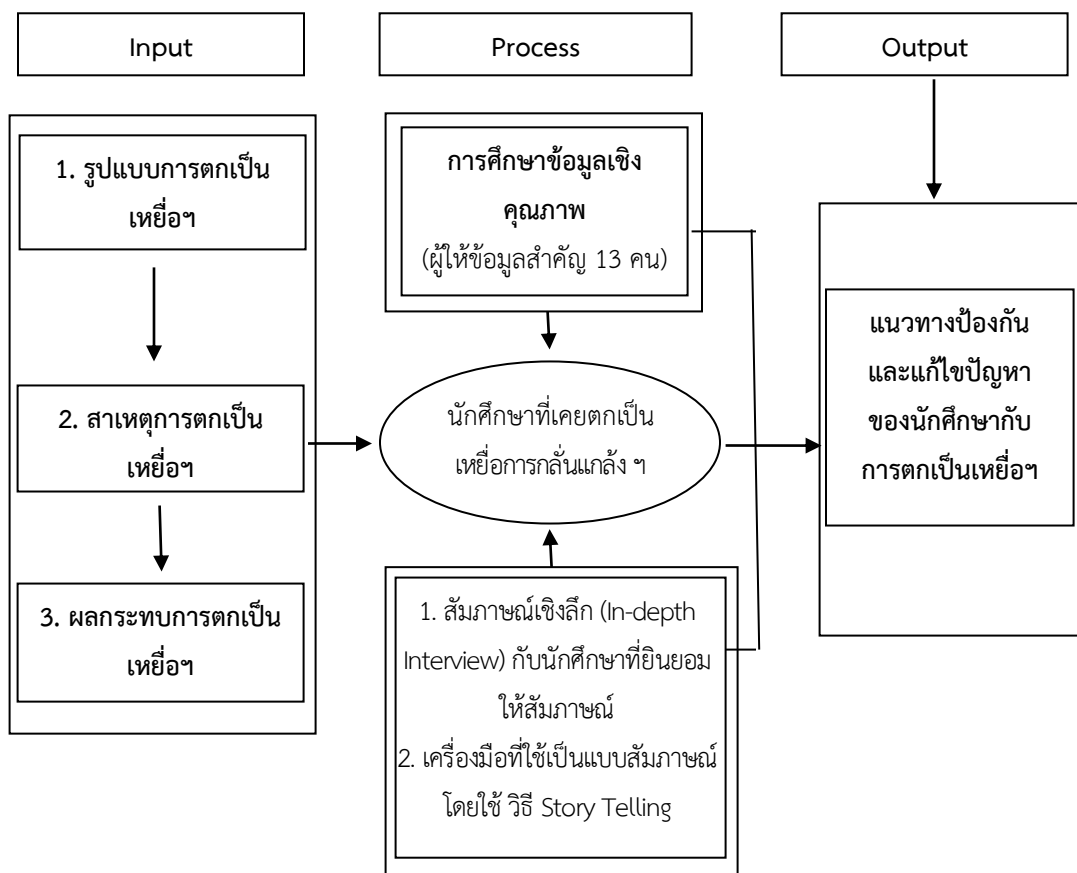 Input
Process
Output
1. รูปแบบการตกเป็น
เหยื่อฯ
2. สาเหตุการตกเป็น
เหยื่อฯ
3. ผลกระทบการตกเป็น
เหยื่อฯ
การศึกษาข้อมูลเชิง
คุณภาพ
(ผู้ให้ข้อมูลสำคัญ 13 คน)
นักศึกษาที่เคยตกเป็น
เหยื่อการกลั่นแกล้ง ฯ
1. สัมภาษณ์เชิงลึก (In-depth
Interview) กับนักศึกษาที่ยินยอม
ให้สัมภาษณ์
2. เครื่องมือที่ใช้เป็นแบบสัมภาษณ์
โดยใช้ วิธี Story Telling
แนวทางป้องกัน
และแก้ไขปัญหา
ของนักศึกษากับ
การตกเป็นเหยื่อฯ